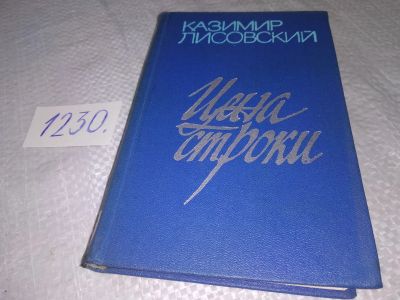 КАЗИМИР
ЛИСОВСКИЙ
Цена
строки
1230.